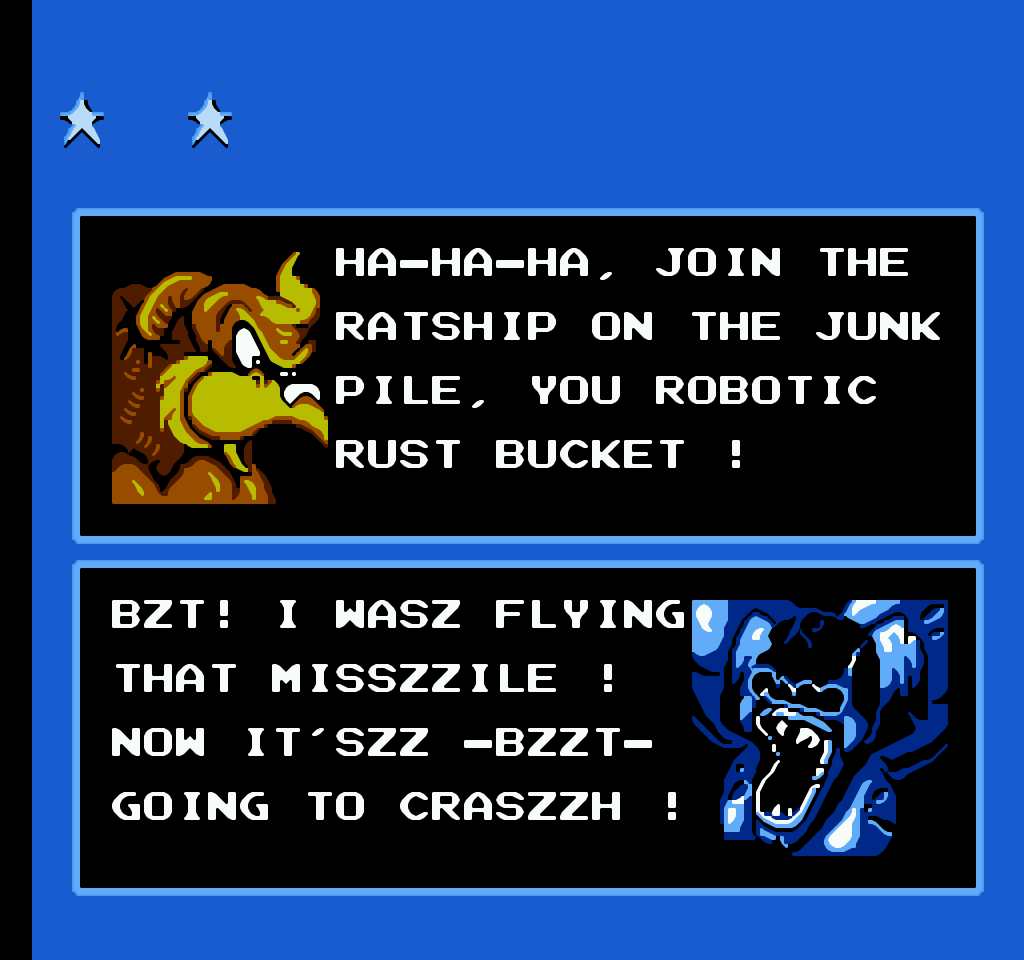 HA-HA-HA, JOIN THE
RATSHIP ON THE JUNK
PILE, YOU ROBOTIC
RUST BUCKET !
BZT! I WASZ FLYING
THAT MISSZZILE !
NOW IT´SZZ -BZZT-
GOING TO CRASZZH !